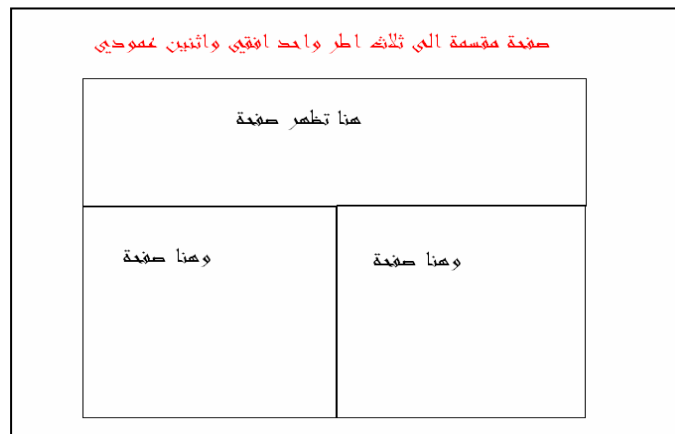 صفحة مقسمة الى ثلاث اطر واحد افقي واثنين عمودي
هنا تظهر صفحة
وهنا صفحة
وهنا صفحة